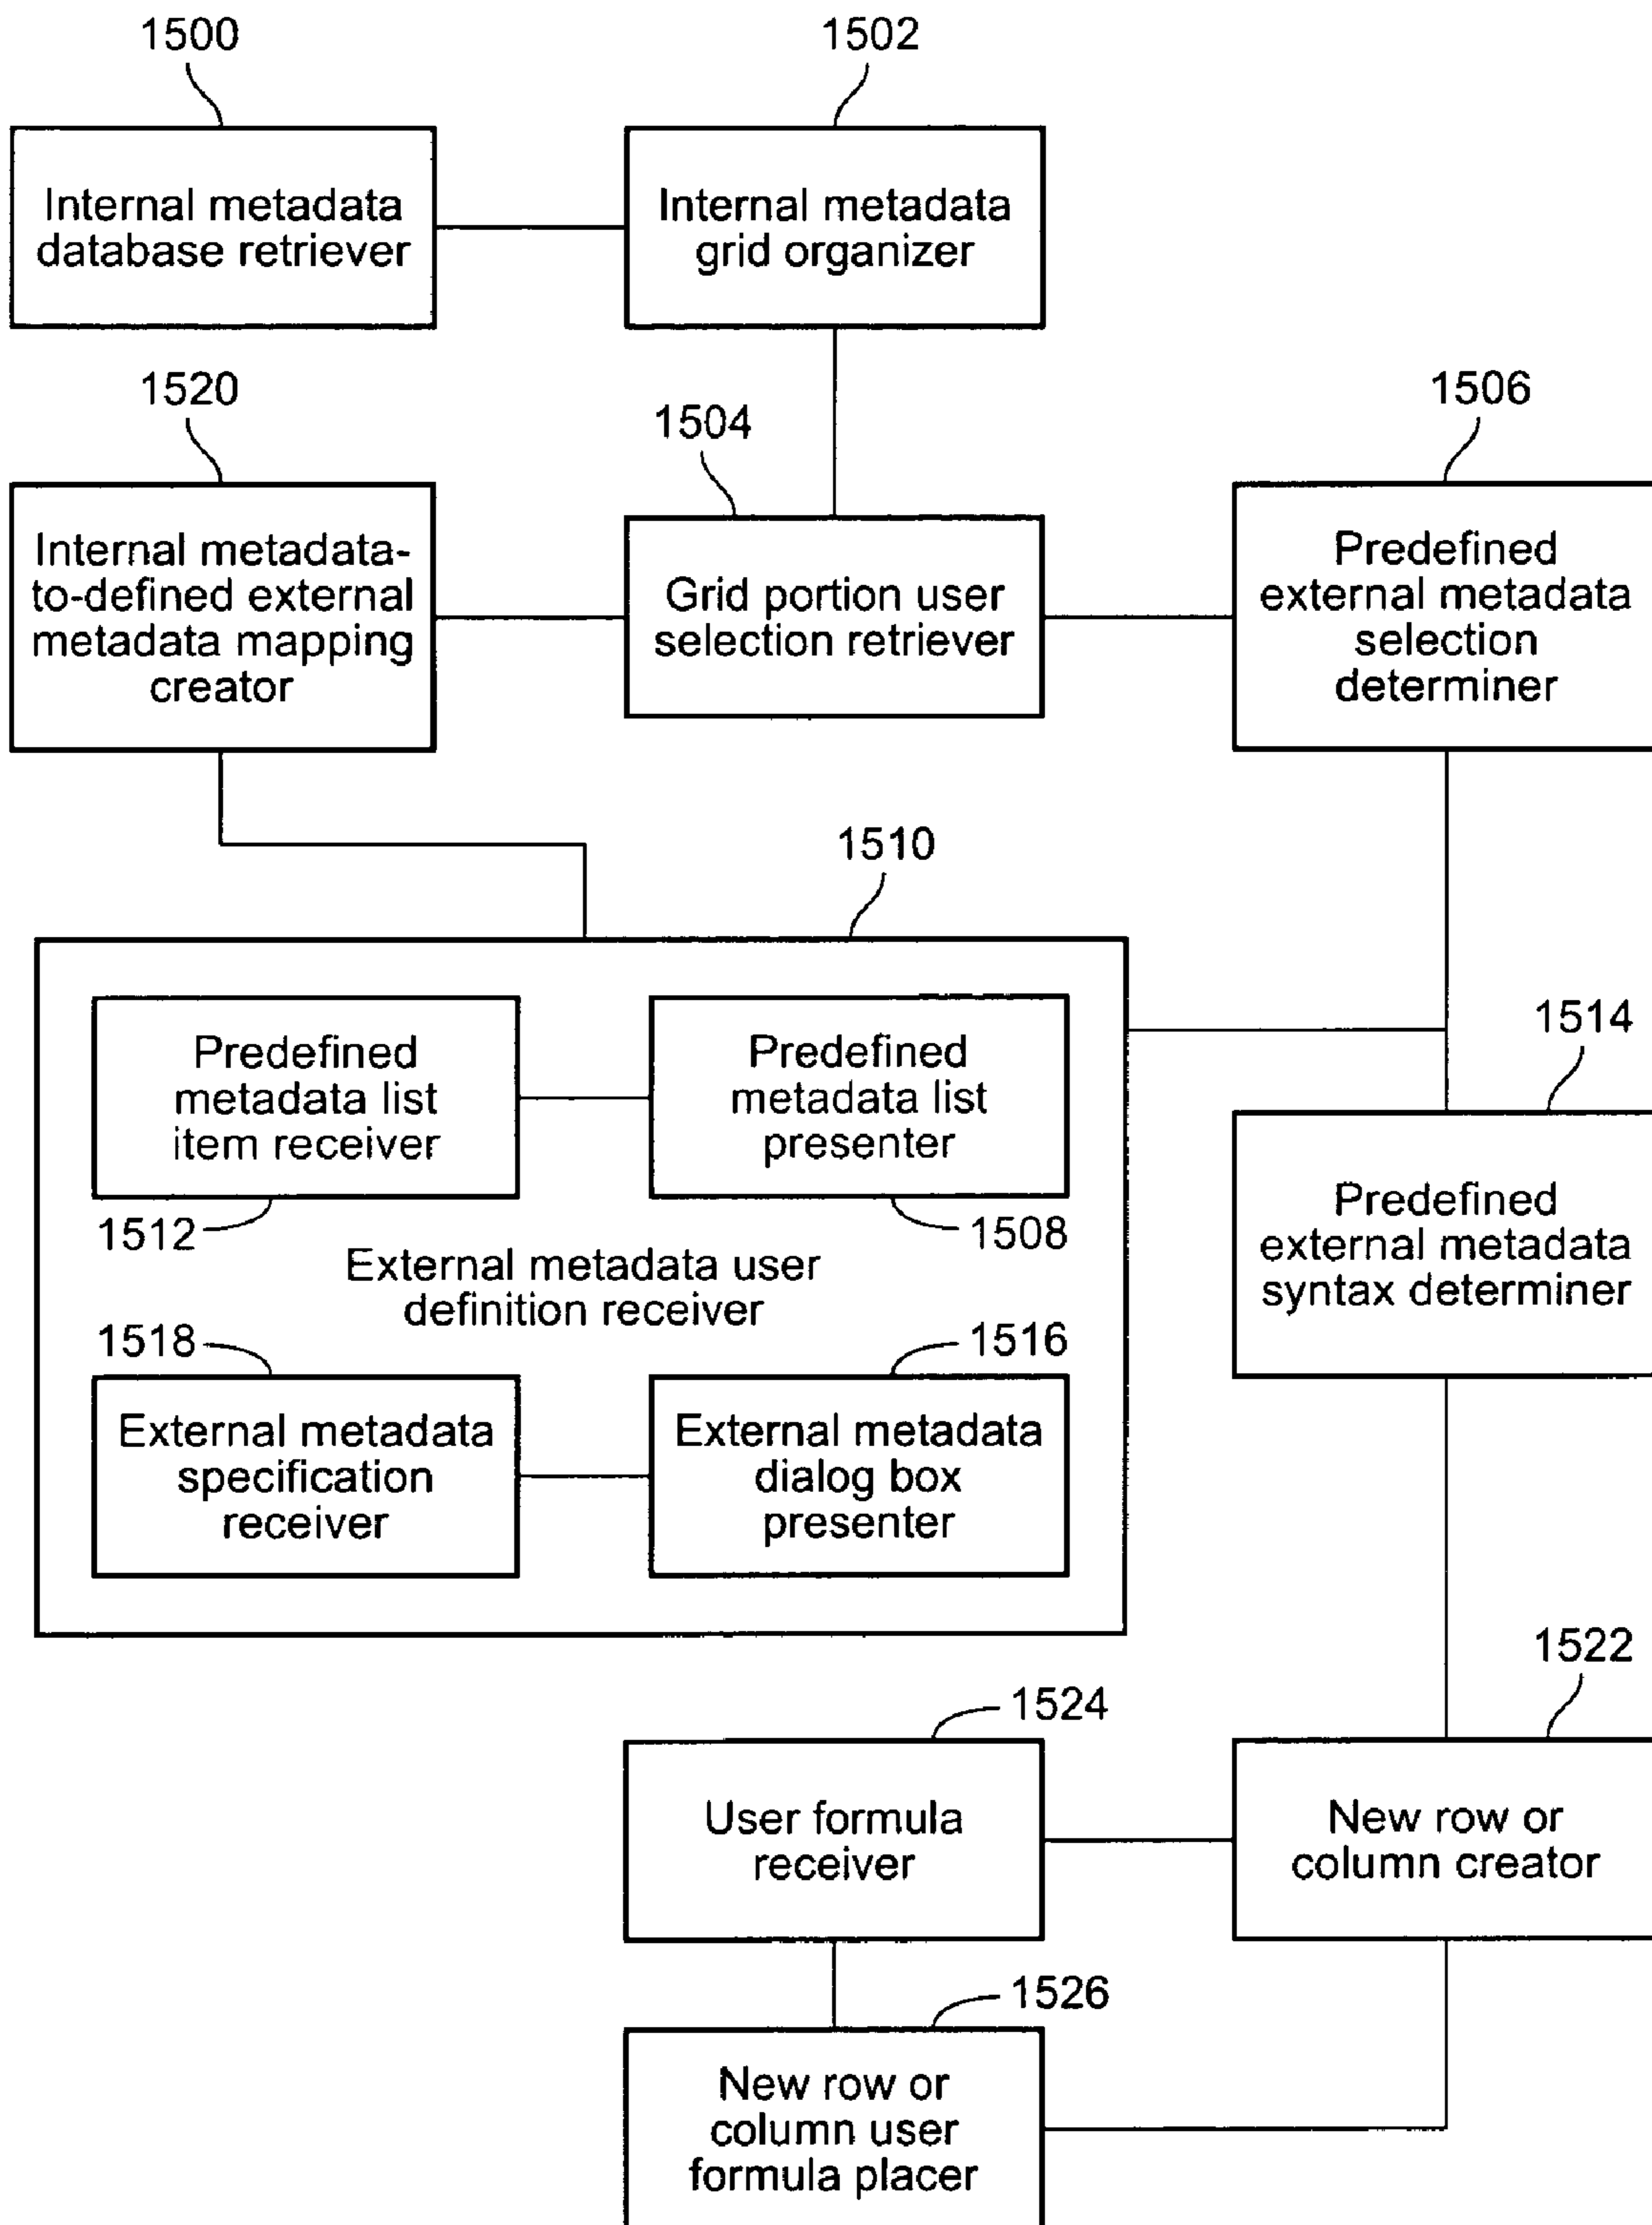 1500
1502
Internal metadata
database retriever
Internal metadata
grid organizer
1520
1504
1506
Internal metadata-
to-defined external
metadata mapping
creator
Grid portion user
selection retriever
Predefined
external metadata
selection
determiner
1510
Predefined
metadata list
item receiver
Predefined
metadata list
presenter
1514
1512
1508
External metadata user
definition receiver
Predefined
external metadata
syntax determiner
1518
1516
External metadata
specification
receiver
External metadata
dialog box
presenter
1522
1524
User formula
receiver
New row or
column creator
1526
New row or
column user
formula placer